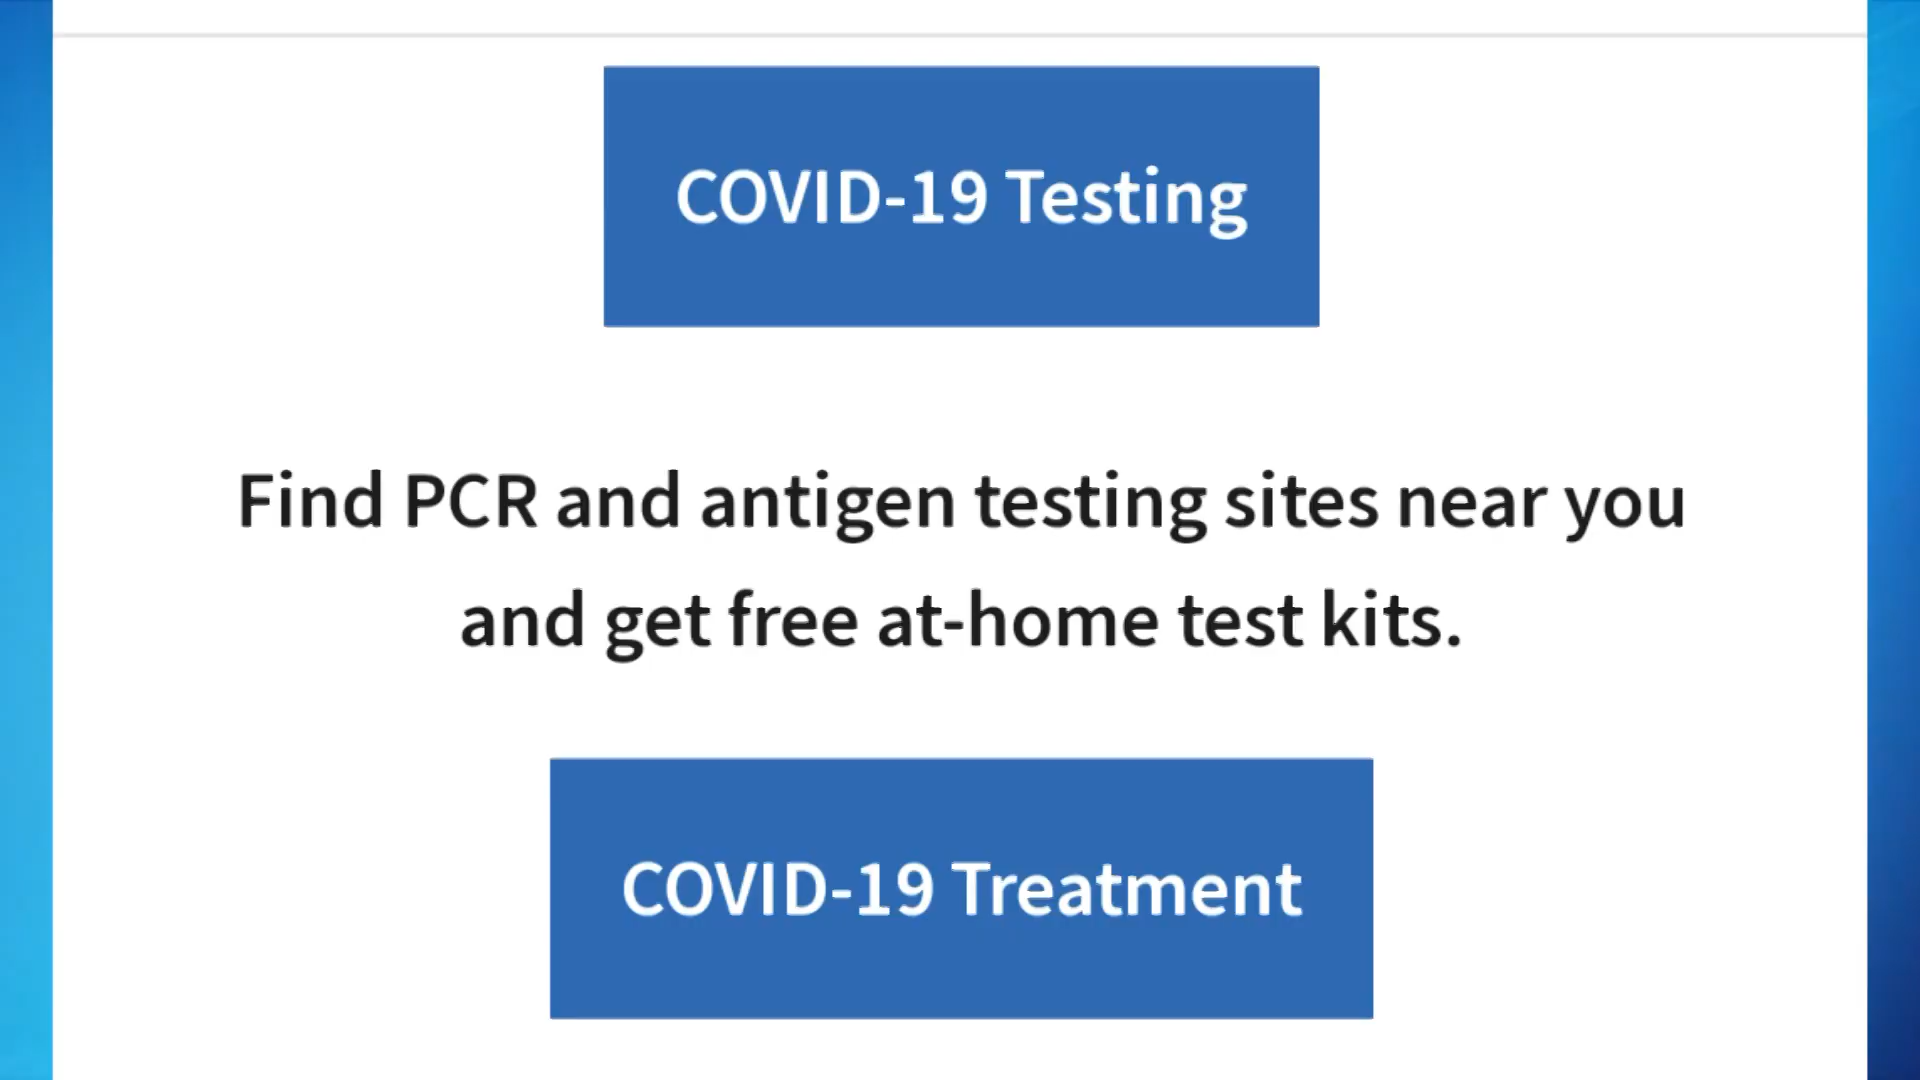 COVID-19 Testing
Find PCR and antigen testing sites near you
and get free at-home test kits.
COVID-19 Treatment